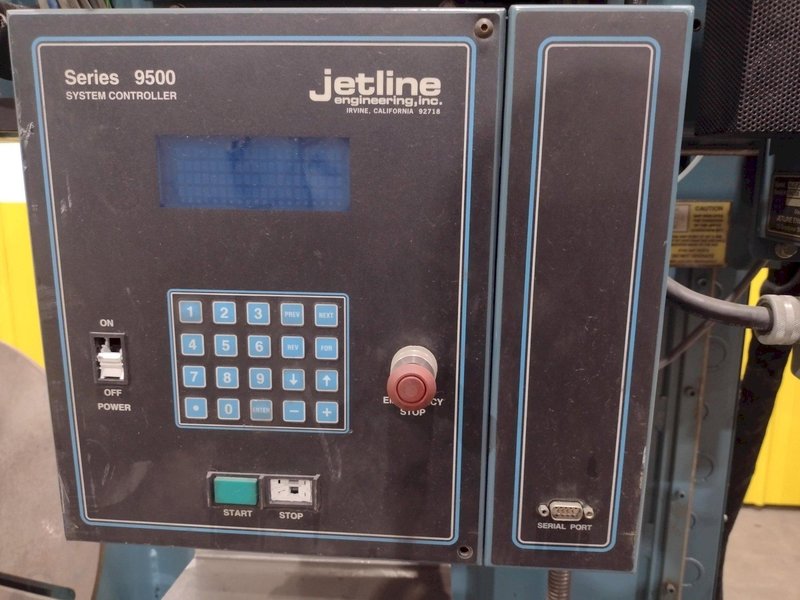 Series 9500
SYSTEM CONTROLLER
jetline
engineering, inc.
IRVINE, CALIFORNIA 92718
1 2 3 PREV NEXT
4 5 6 REV FOR
7 8 9 ↓ ↑
• 0 ENTER − +
ON
OFF
POWER
STOP
START STOP
SERIAL PORT
CAUTION